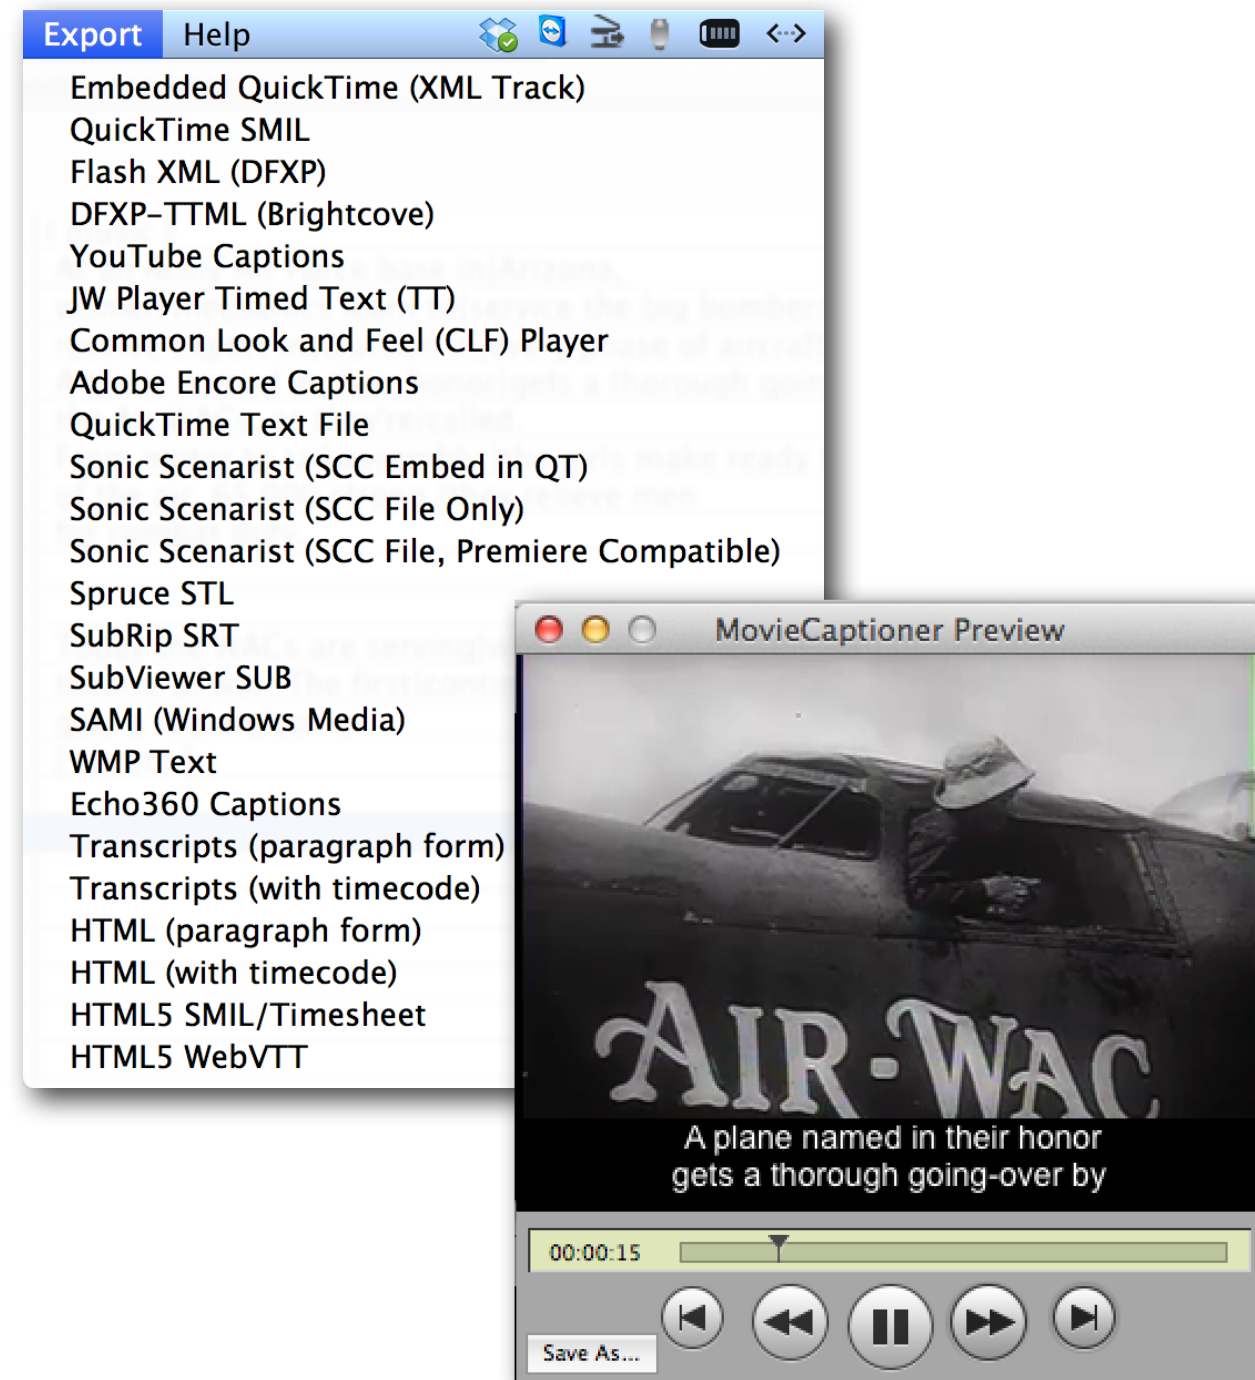 Export Help
Embedded QuickTime (XML Track)
QuickTime SMIL
Flash XML (DFXP)
DFXP-TTML (Brightcove)
YouTube Captions
JW Player Timed Text (TT)
Common Look and Feel (CLF) Player
Adobe Encore Captions
QuickTime Text File
Sonic Scenarist (SCC Embed in QT)
Sonic Scenarist (SCC File Only)
Sonic Scenarist (SCC File, Premiere Compatible)
Spruce STL
SubRip SRT
SubViewer SUB
SAMI (Windows Media)
WMP Text
Echo360 Captions
Transcripts (paragraph form)
Transcripts (with timecode)
HTML (paragraph form)
HTML (with timecode)
HTML5 SMIL/Timesheet
HTML5 WebVTT
MovieCaptioner Preview
AIR-WAC
A plane named in their honor
gets a thorough going-over by
00:00:15
Save As...